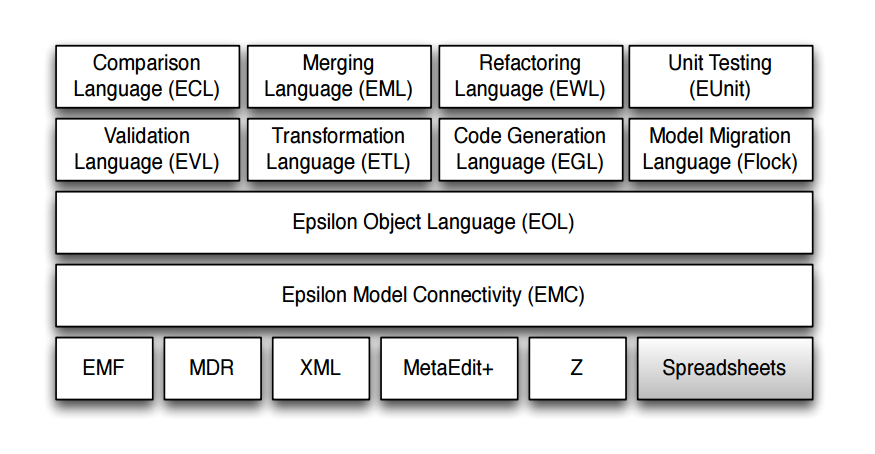 Comparison
Language (ECL)
Merging
Language (EML)
Refactoring
Language (EWL)
Unit Testing
(EUnit)
Validation
Language (EVL)
Transformation
Language (ETL)
Code Generation
Language (EGL)
Model Migration
Language (Flock)
Epsilon Object Language (EOL)
Epsilon Model Connectivity (EMC)
EMF
MDR
XML
MetaEdit+
Z
Spreadsheets